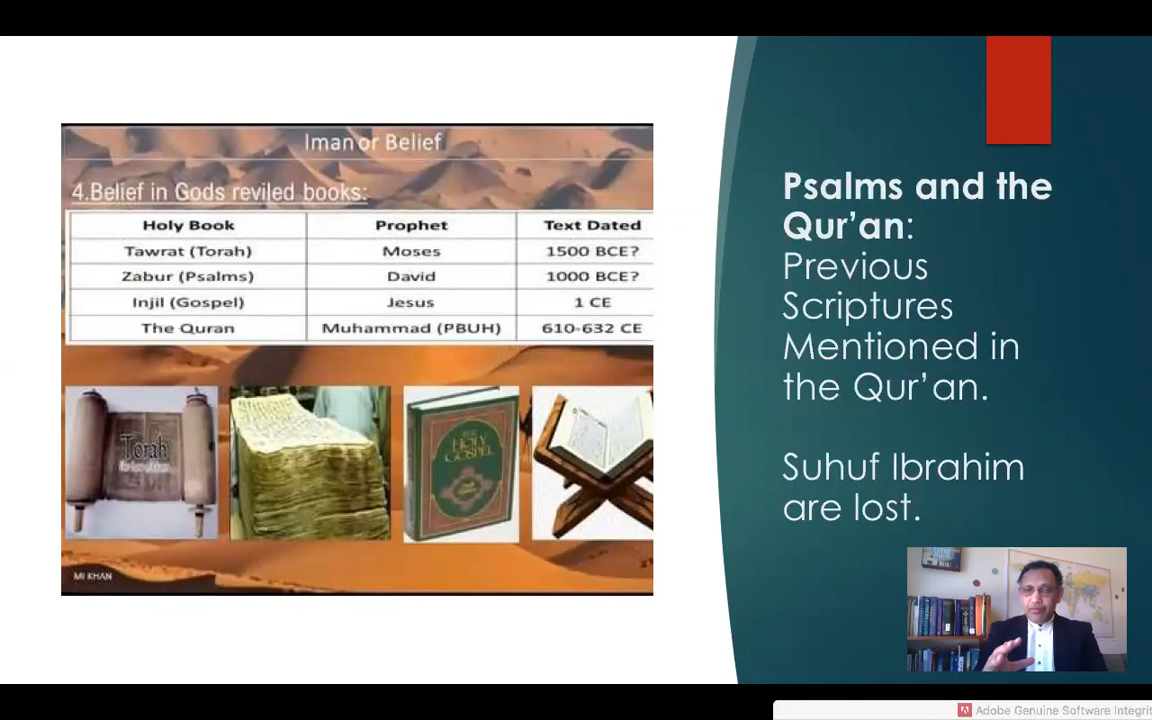 Iman or Belief
4.Belief in Gods reviled books:
Holy Book Prophet Text Dated
Tawrat (Torah) Moses 1500 BCE?
Zabur (Psalms) David 1000 BCE?
Injil (Gospel) Jesus 1 CE
The Quran Muhammad (PBUH) 610-632 CE
Torah
HOLY
GOSPEL
MI KHAN
Psalms and the
Qur’an:
Previous
Scriptures
Mentioned in
the Qur’an.
Suhuf Ibrahim
are lost.
Adobe Genuine Software Integrit